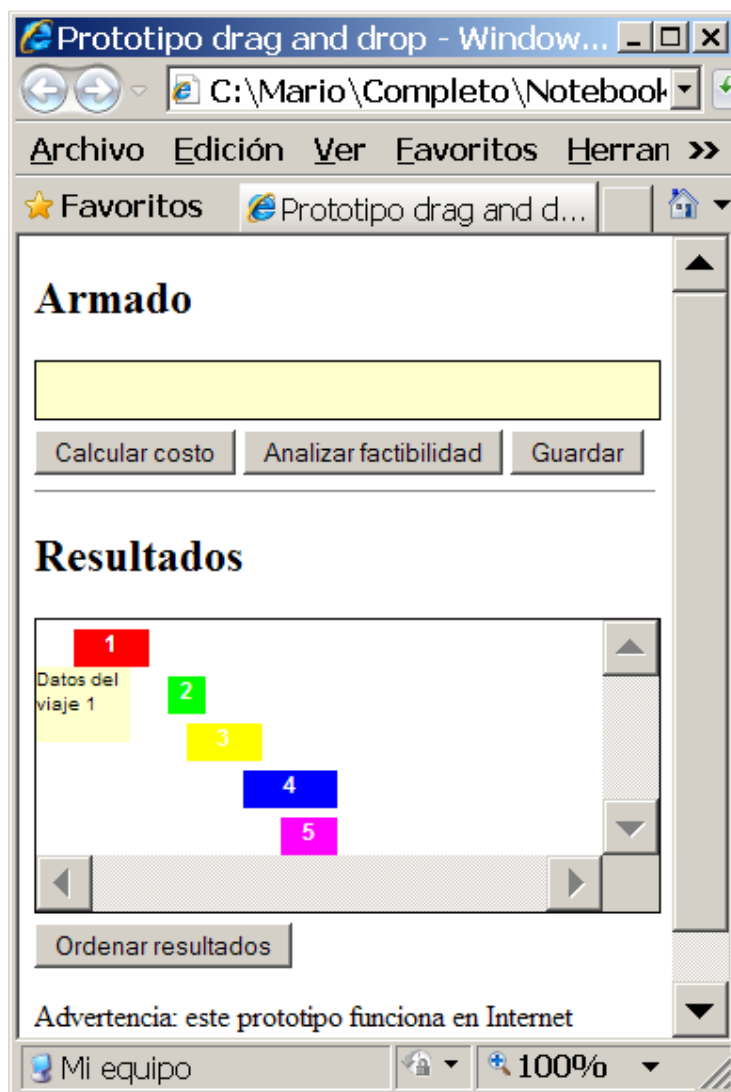 Prototipo drag and drop - Window...
C:\Mario\Completo\Notebook
Archivo Edición Ver Favoritos Herran »
Favoritos Prototipo drag and d...
Armado
Calcular costo Analizar factibilidad Guardar
Resultados
1
Datos del
viaje 1
2
3
4
5
Ordenar resultados
Advertencia: este prototipo funciona en Internet
Mi equipo 100%